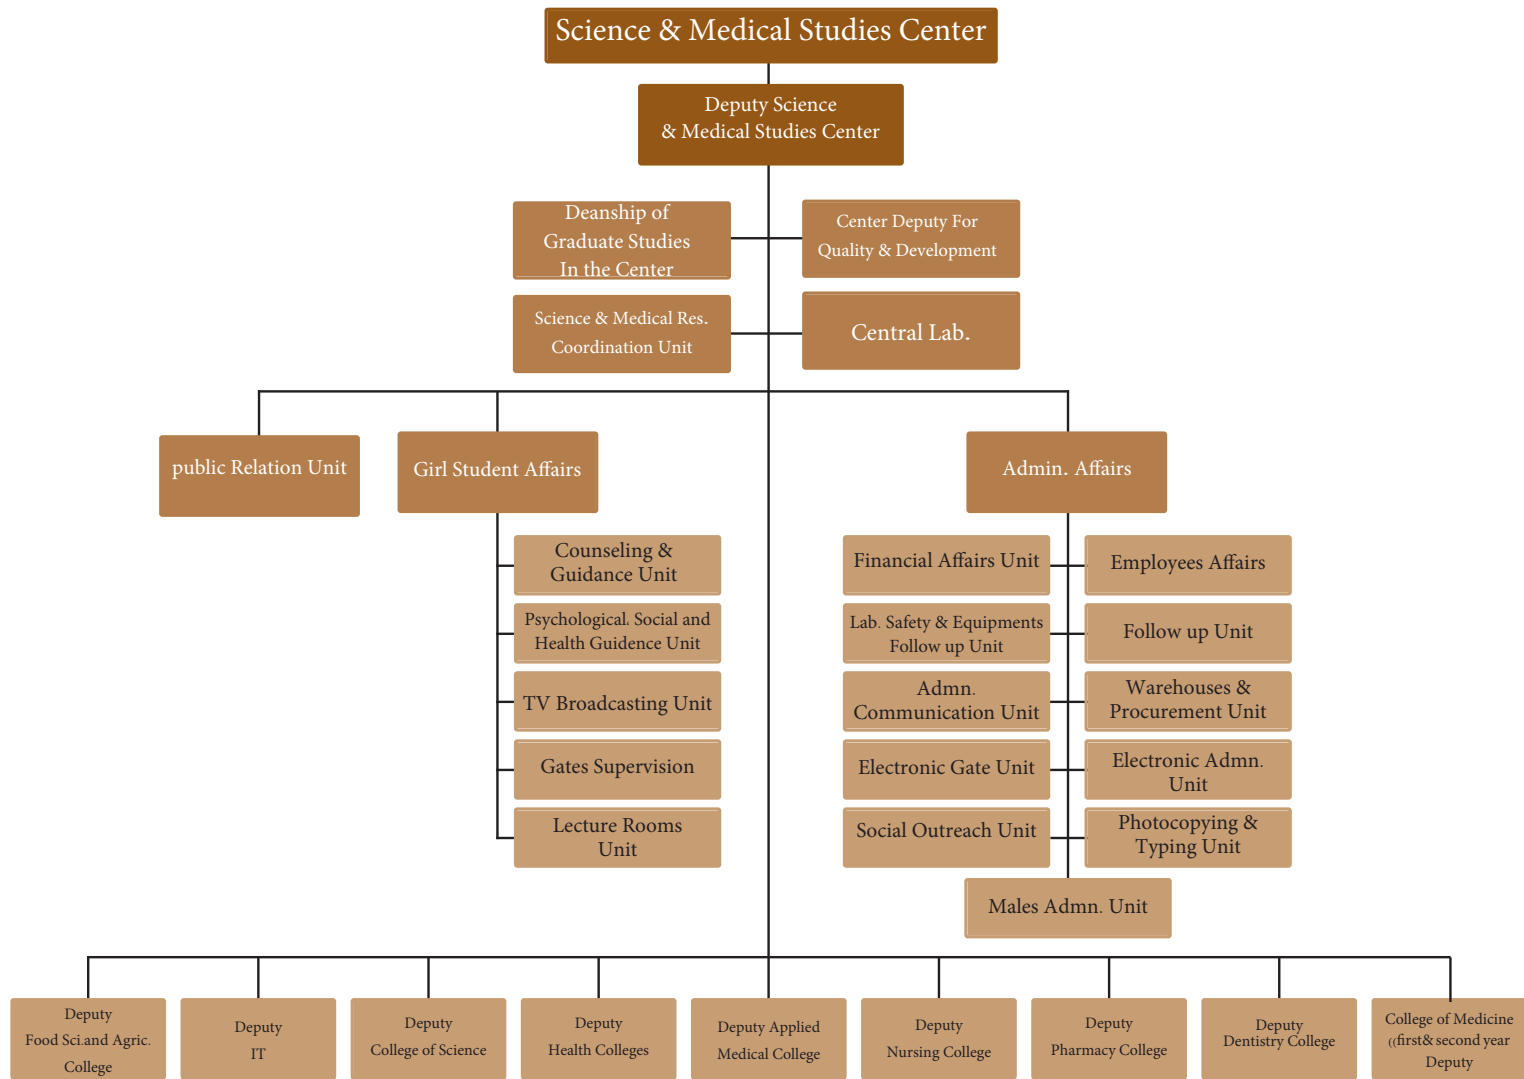 Science & Medical Studies Center
Deputy Science
& Medical Studies Center
Deanship of
Graduate Studies
In the Center
Center Deputy For
Quality & Development
Science & Medical Res.
Coordination Unit
Central Lab.
public Relation Unit
Girl Student Affairs
Admin. Affairs
Counseling &
Guidance Unit
Psychological, Social and
Health Guidence Unit
TV Broadcasting Unit
Gates Supervision
Lecture Rooms
Unit
Financial Affairs Unit
Employees Affairs
Lab. Safety & Equipments
Follow up Unit
Follow up Unit
Admn.
Communication Unit
Warehouses &
Procurement Unit
Electronic Gate Unit
Electronic Admn.
Unit
Social Outreach Unit
Photocopying &
Typing Unit
Males Admn. Unit
Deputy
Food Sci.and Agric.
College
Deputy
IT
Deputy
College of Science
Deputy
Health Colleges
Deputy Applied
Medical College
Deputy
Nursing College
Deputy
Pharmacy College
Deputy
Dentistry College
College of Medicine
((first& second year
Deputy